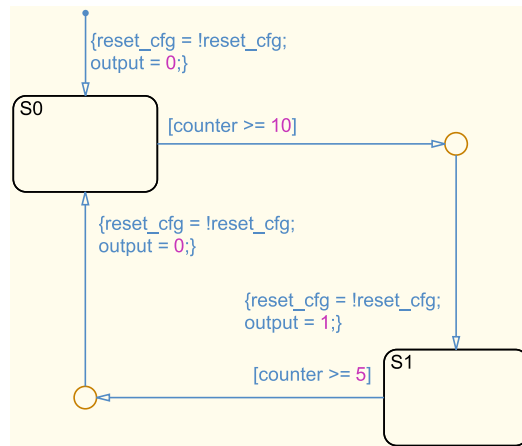 {reset_cfg = !reset_cfg;
output = 0;}
S0
[counter >= 10]
{reset_cfg = !reset_cfg;
output = 0;}
{reset_cfg = !reset_cfg;
output = 1;}
S1
[counter >= 5]